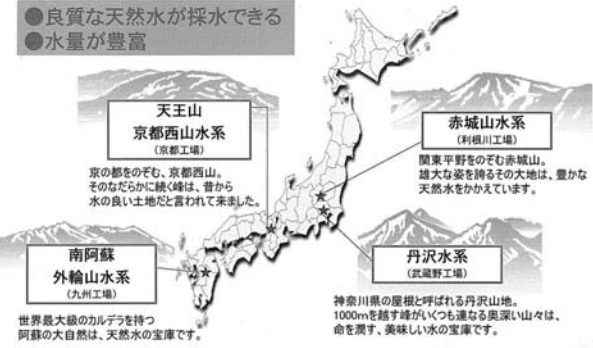 ●良質な天然水が採水できる
●水量が豊富
天王山
京都西山水系
(京都工場)
京の都をのぞむ、京都西山。
そのなだらかに続く峰は、昔から
水の良い土地だと言われて来ました。
赤城山水系
(利根川工場)
関東平野をのぞむ赤城山。
雄大な姿を誇るその大地は、豊かな
天然水をかかえています。
南阿蘇
外輪山水系
(九州工場)
世界最大級のカルデラを持つ
阿蘇の大自然は、天然水の宝庫です。
丹沢水系
(武蔵野工場)
神奈川県の屋根と呼ばれる丹沢山地。
1000mを越す峰がいくつも連なる奥深い山々は、
命を潤す、美味しい水の宝庫です。